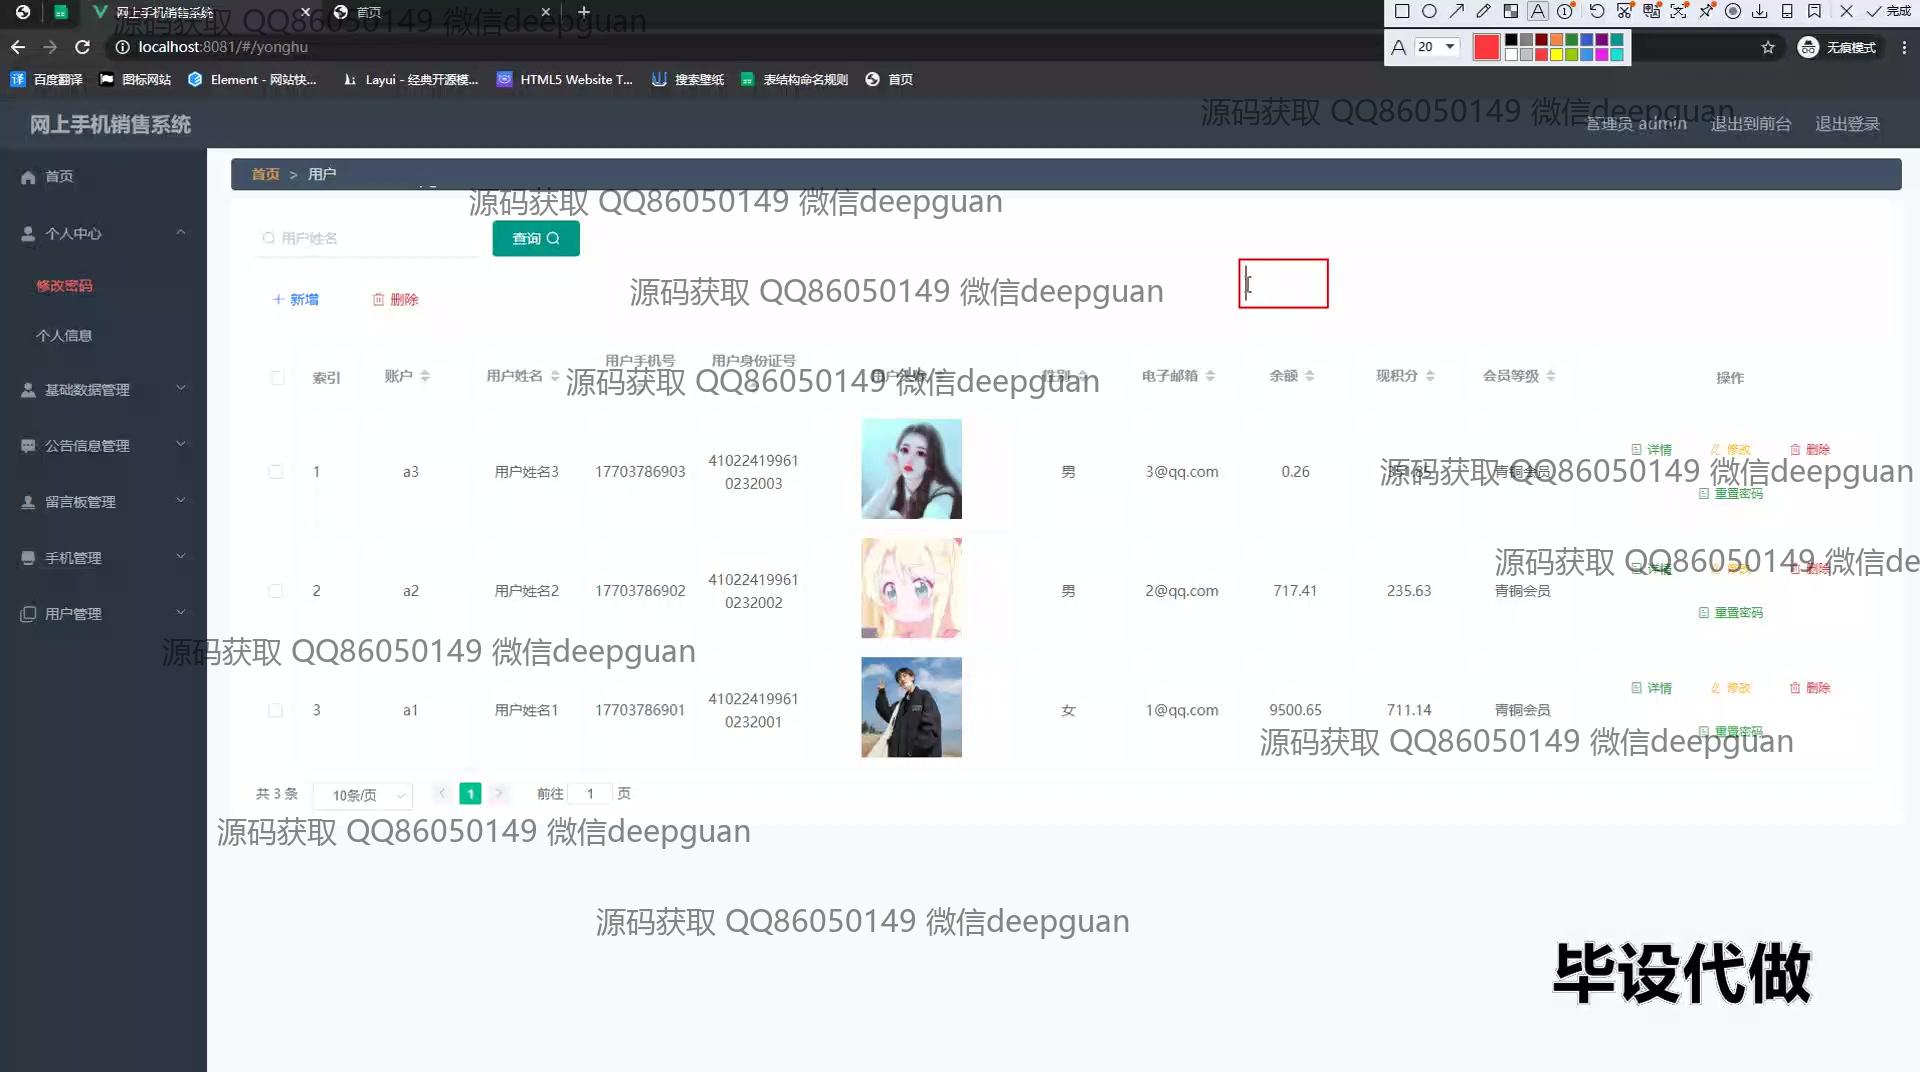 网上手机销售系统
首页
源码获取 QQ86050149 微信deepguan
完成
localhost:8081/#/yonghu
A 20
无痕模式
百度翻译 图标网站 Element - 网站快... Layui - 经典开源模... HTML5 Website T... 搜索壁纸 表结构命名规则 首页
源码获取 QQ86050149 微信deepguan
网上手机销售系统
管理员 admin 退出到前台 退出登录
首页 > 用户
首页
个人中心
修改密码
个人信息
基础数据管理
公告信息管理
留言板管理
手机管理
用户管理
源码获取 QQ86050149 微信deepguan
用户姓名 查询
源码获取 QQ86050149 微信deepguan
新增 删除
索引 账户 用户姓名 用户手机号 用户身份证号 电子邮箱 余额 现积分 会员等级 操作
源码获取 QQ86050149 微信deepguan
1 a3 用户姓名3 17703786903 41022419961 0232003 男 3@qq.com 0.26 青铜会员
详情 修改 删除
源码获取 QQ86050149 微信deepguan
重置密码
2 a2 用户姓名2 17703786902 41022419961 0232002 男 2@qq.com 717.41 235.63 青铜会员
详情 修改 删除
源码获取 QQ86050149 微信de
重置密码
源码获取 QQ86050149 微信deepguan
3 a1 用户姓名1 17703786901 41022419961 0232001 女 1@qq.com 9500.65 711.14 青铜会员
详情 修改 删除
重置密码
源码获取 QQ86050149 微信deepguan
共 3 条 10条/页 1 前往 1 页
源码获取 QQ86050149 微信deepguan
源码获取 QQ86050149 微信deepguan
毕设代做